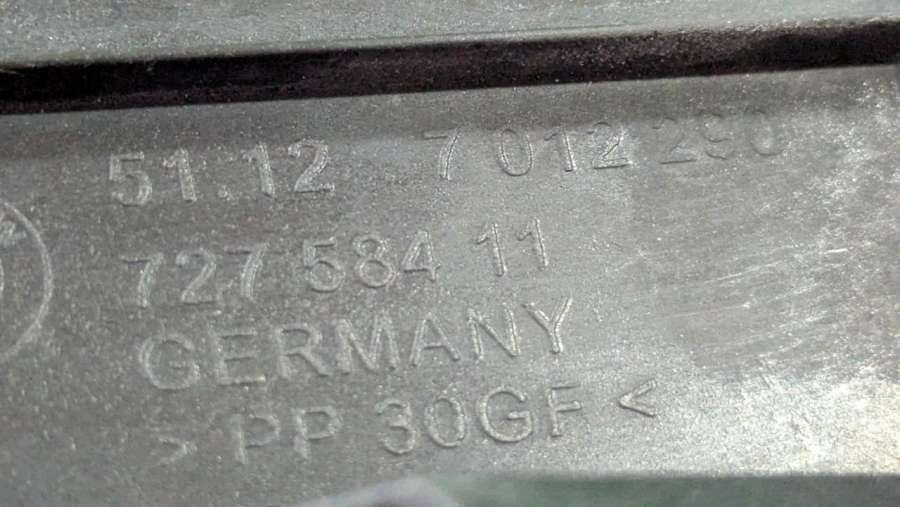 51.12 7 012 290
727 584 11
GERMANY
> PP 30GF <